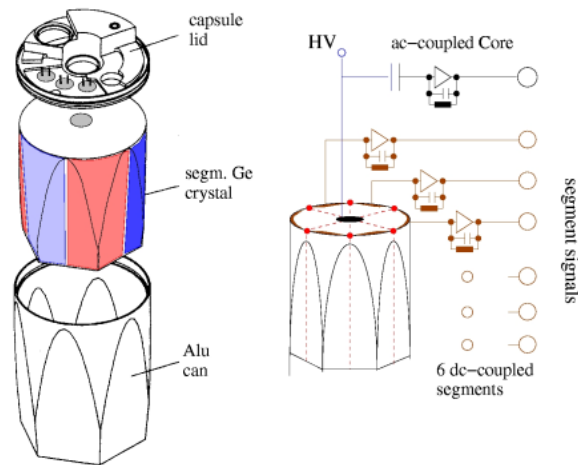 capsule
lid
segm. Ge
crystal
Alu
can
HV
ac-coupled Core
segment signals
6 dc-coupled
segments